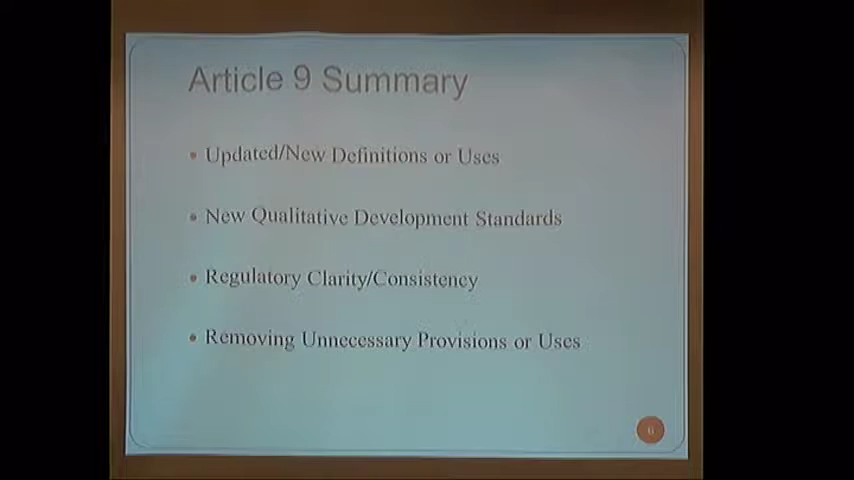 Article 9 Summary
• Updated/New Definitions or Uses
• New Qualitative Development Standards
• Regulatory Clarity/Consistency
• Removing Unnecessary Provisions or Uses
6